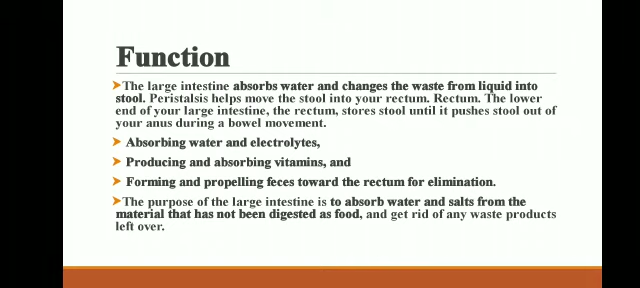 Function
➤The large intestine absorbs water and changes the waste from liquid into
stool. Peristalsis helps move the stool into your rectum. Rectum. The lower
end of your large intestine, the rectum, stores stool until it pushes stool out of
your anus during a bowel movement.
➤ Absorbing water and electrolytes,
➤ Producing and absorbing vitamins, and
➤ Forming and propelling feces toward the rectum for elimination.
➤The purpose of the large intestine is to absorb water and salts from the
material that has not been digested as food, and get rid of any waste products
left over.